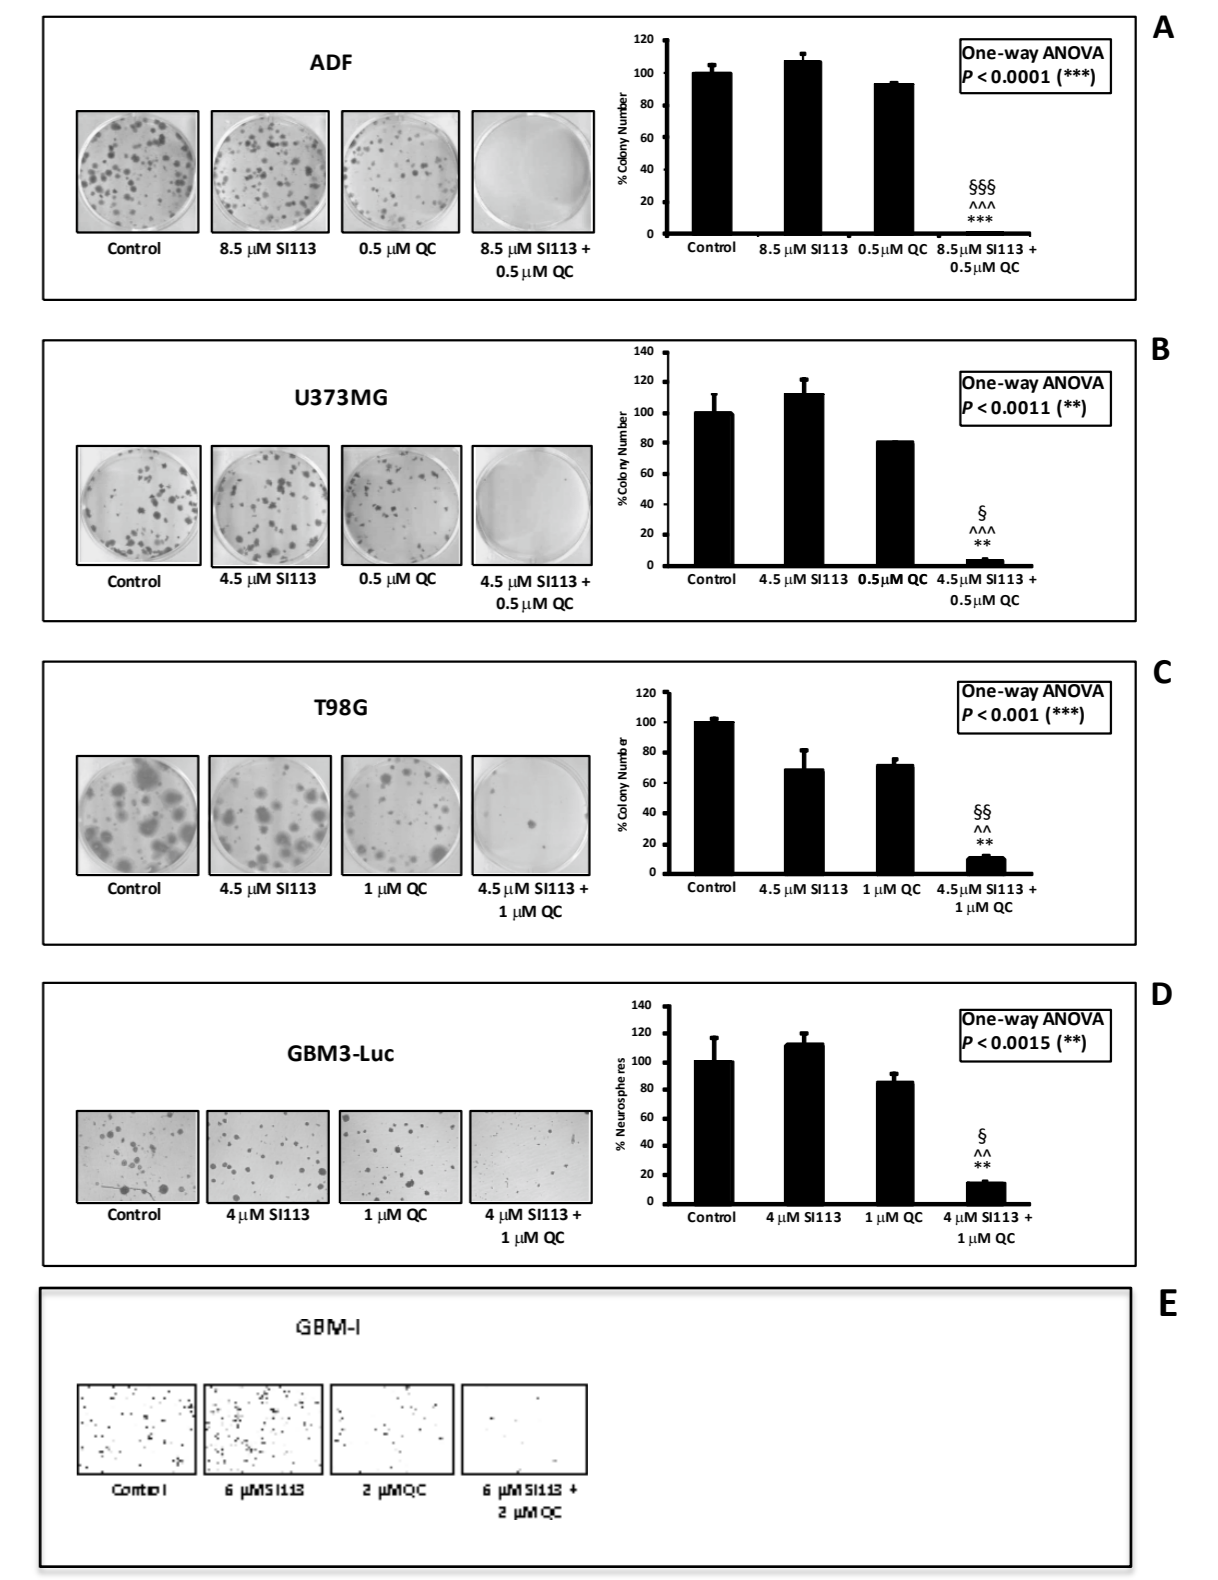 A
ADF
Control
8.5 μM SI113
0.5 μM QC
8.5 μM SI113 +
0.5 μM QC
120
100
80
60
40
20
0
% Colony Number
One-way ANOVA
P < 0.0001 (***)
§§§
^^^
***
Control
8.5 μM SI113
0.5μM QC
8.5μM SI113 +
0.5μM QC
B
U373MG
Control
4.5 μM SI113
0.5 μM QC
4.5 μM SI113 +
0.5 μM QC
140
120
100
80
60
40
20
0
%Colony Number
One-way ANOVA
P < 0.0011 (**)
§
^^^
**
Control
4.5μM SI113
0.5μM QC
4.5μM SI113 +
0.5μM QC
C
T98G
Control
4.5 μM SI113
1 μM QC
4.5 μM SI113 +
1 μM QC
120
100
80
60
40
20
0
% Colony Number
One-way ANOVA
P < 0.001 (***)
§§
^^
**
Control
4.5μM SI113
1 μM QC
4.5μM SI113 +
1 μM QC
D
GBM3-Luc
Control
4 μM SI113
1 μM QC
4 μM SI113 +
1 μM QC
140
120
100
80
60
40
20
0
% Neurospheres
One-way ANOVA
P < 0.0015 (**)
§
^^
**
Control
4 μM SI113
1 μM QC
4 μM SI113 +
1 μM QC
E
GBM-I
Control
6 μM SI113
2 μM QC
6 μM SI113 +
2 μM QC